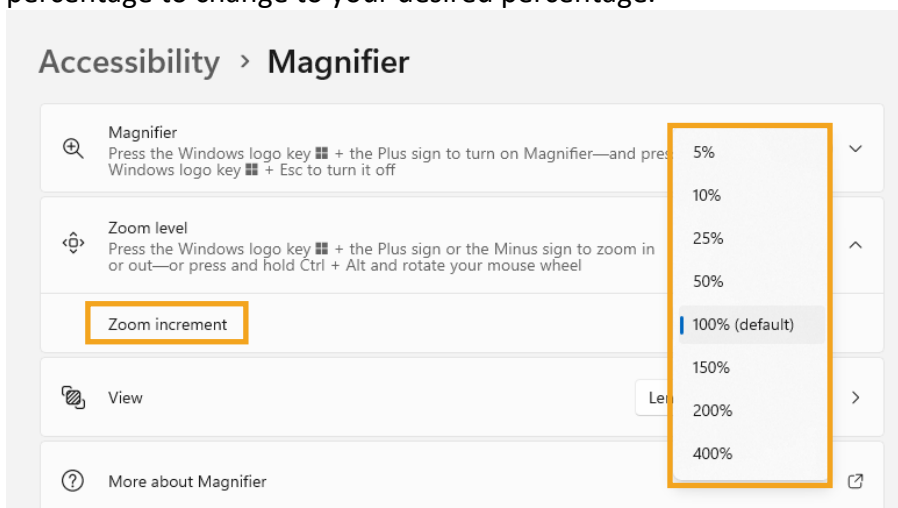 percentage to change to your desired percentage.
Accessibility > Magnifier
Magnifier
Press the Windows logo key + the Plus sign to turn on Magnifier—and pres
Windows logo key + Esc to turn it off
Zoom level
Press the Windows logo key + the Plus sign or the Minus sign to zoom in
or out—or press and hold Ctrl + Alt and rotate your mouse wheel
Zoom increment
View
More about Magnifier
5%
10%
25%
50%
100% (default)
150%
200%
400%